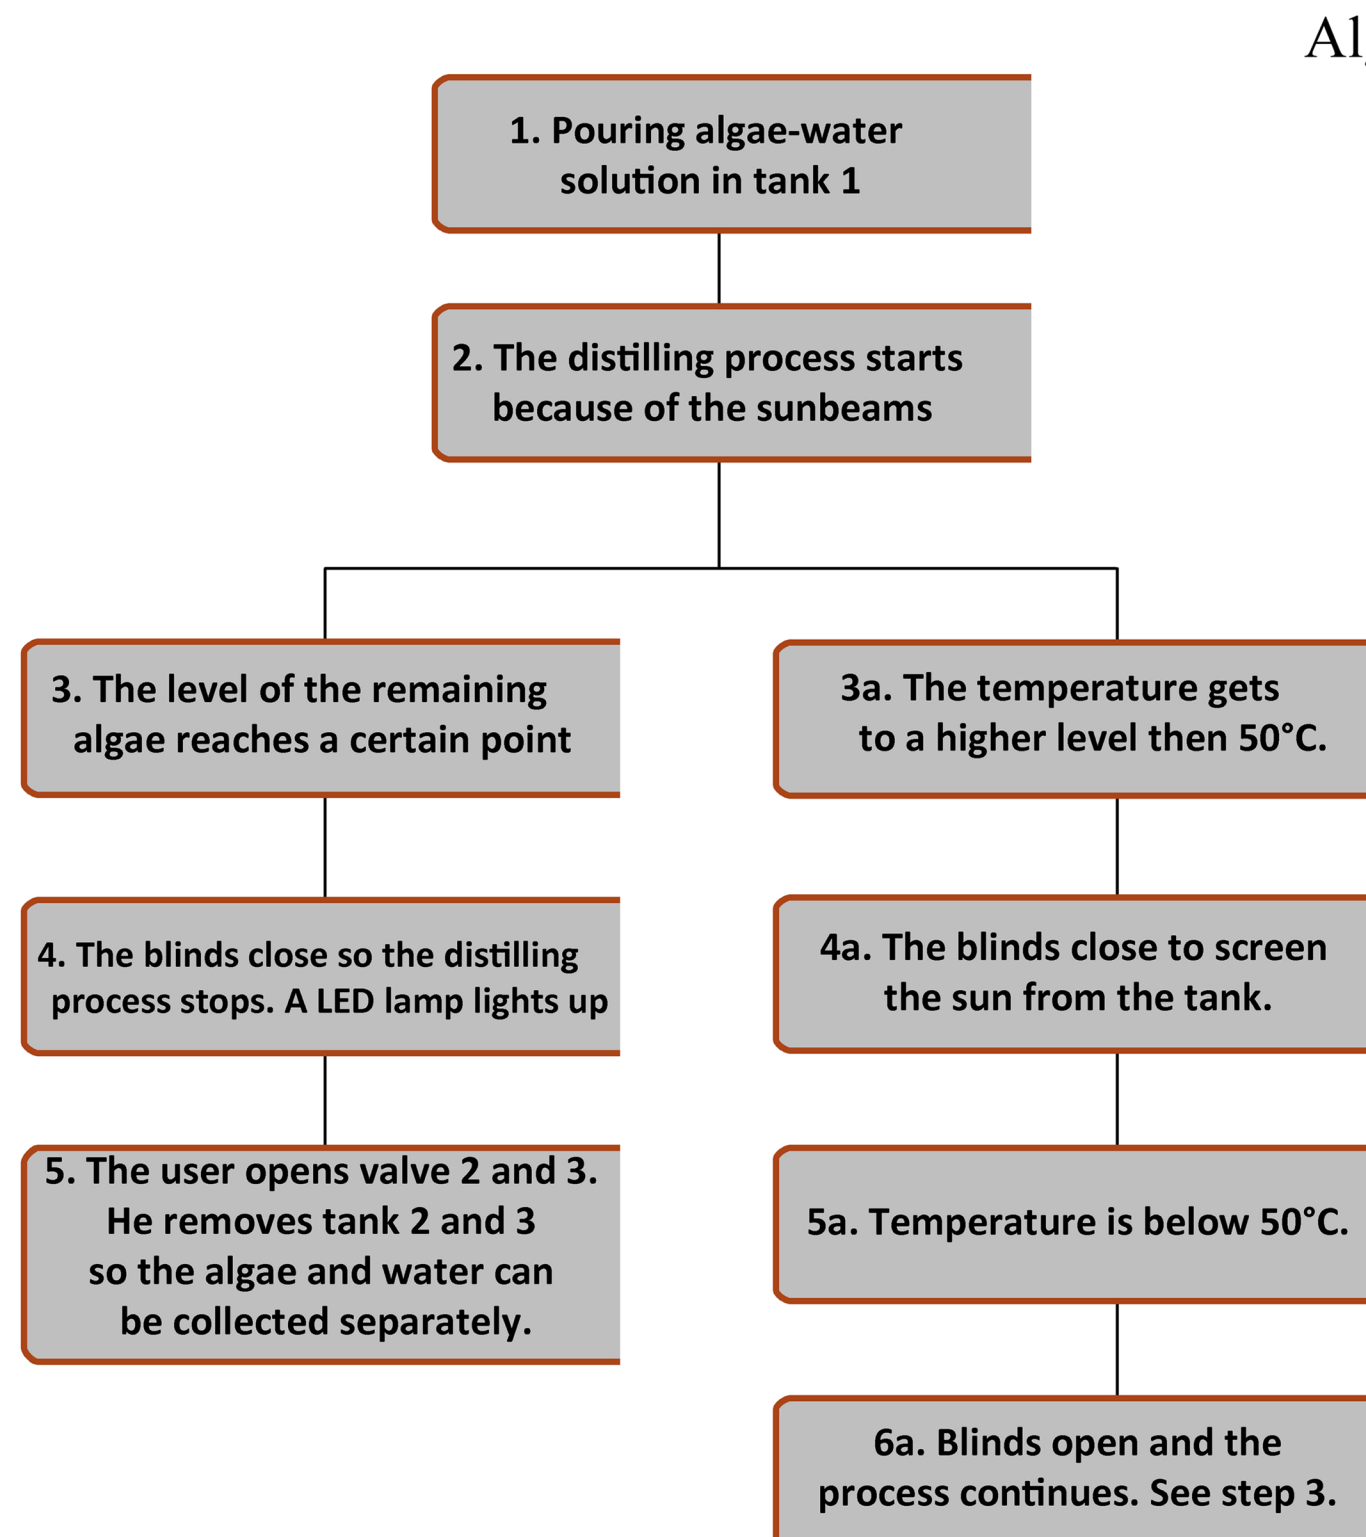 Al
1. Pouring algae-water
solution in tank 1
2. The distilling process starts
because of the sunbeams
3. The level of the remaining
algae reaches a certain point
3a. The temperature gets
to a higher level then 50°C.
4. The blinds close so the distilling
process stops. A LED lamp lights up
4a. The blinds close to screen
the sun from the tank.
5. The user opens valve 2 and 3.
He removes tank 2 and 3
so the algae and water can
be collected separately.
5a. Temperature is below 50°C.
6a. Blinds open and the
process continues. See step 3.